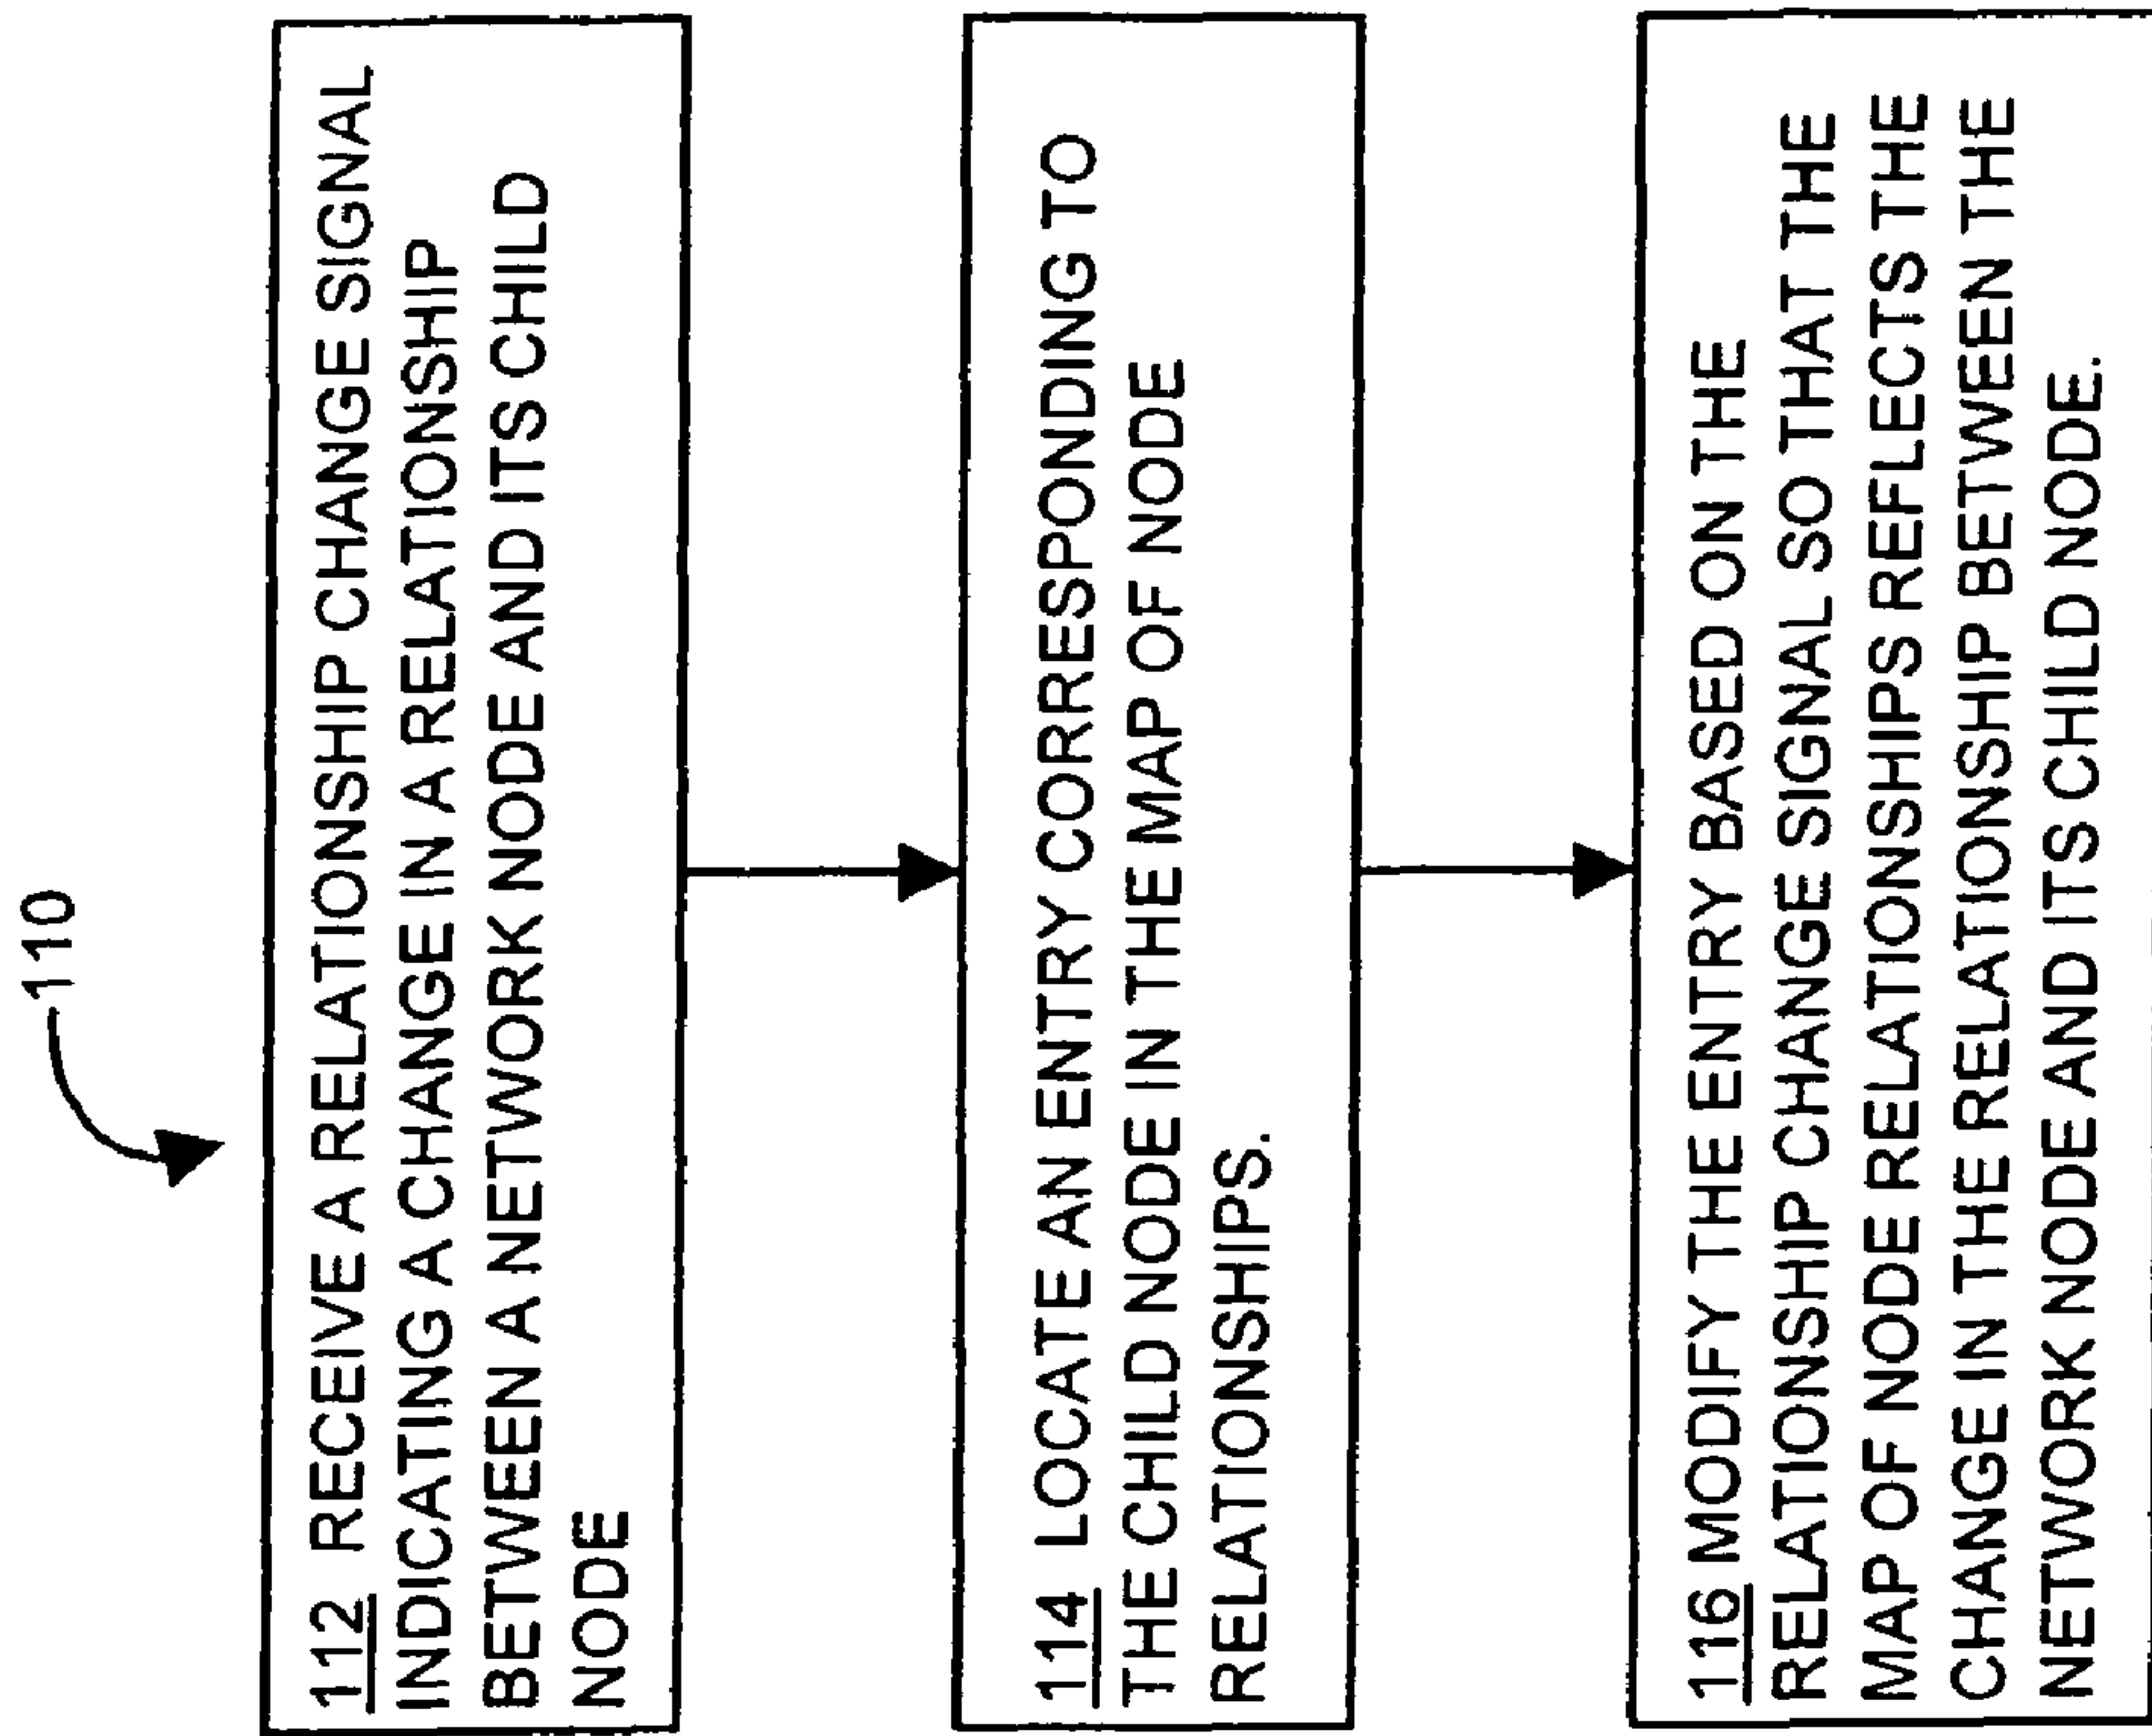 110
112 RECEIVE A RELATIONSHIP CHANGE SIGNAL
INDICATING A CHANGE IN A RELATIONSHIP
BETWEEN A NETWORK NODE AND ITS CHILD
NODE
114 LOCATE AN ENTRY CORRESPONDING TO
THE CHILD NODE IN THE MAP OF NODE
RELATIONSHIPS.
116 MODIFY THE ENTRY BASED ON THE
RELATIONSHIP CHANGE SIGNAL SO THAT THE
MAP OF NODE RELATIONSHIPS REFLECTS THE
CHANGE IN THE RELATIONSHIP BETWEEN THE
NETWORK NODE AND ITS CHILD NODE.